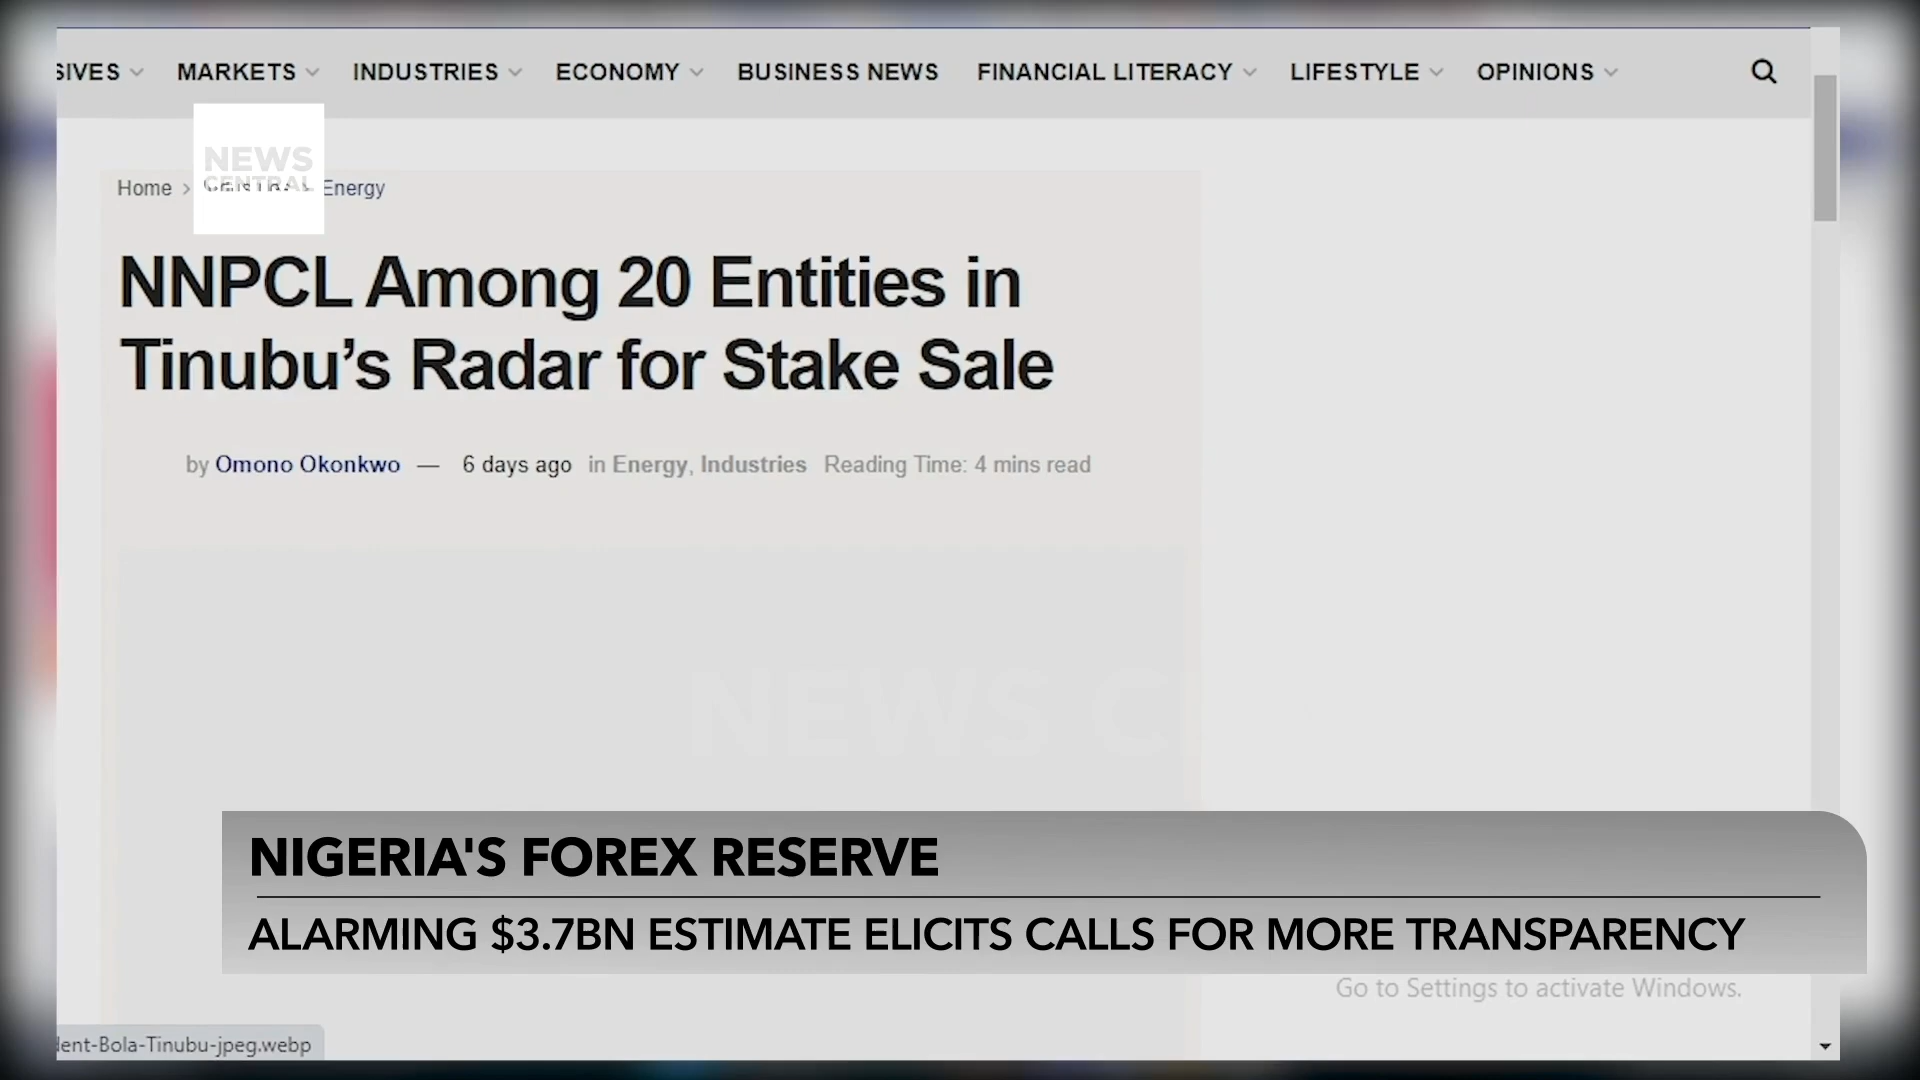 SIVES MARKETS INDUSTRIES ECONOMY BUSINESS NEWS FINANCIAL LITERACY LIFESTYLE OPINIONS
NEWS
CENTRAL
Home > > Energy
NNPCL Among 20 Entities in
Tinubu’s Radar for Stake Sale
by Omono Okonkwo — 6 days ago in Energy, Industries Reading Time: 4 mins read
NEWS C
NIGERIA'S FOREX RESERVE
ALARMING $3.7BN ESTIMATE ELICITS CALLS FOR MORE TRANSPARENCY
Go to Settings to activate Windows.
dent-Bola-Tinubu-jpeg.webp